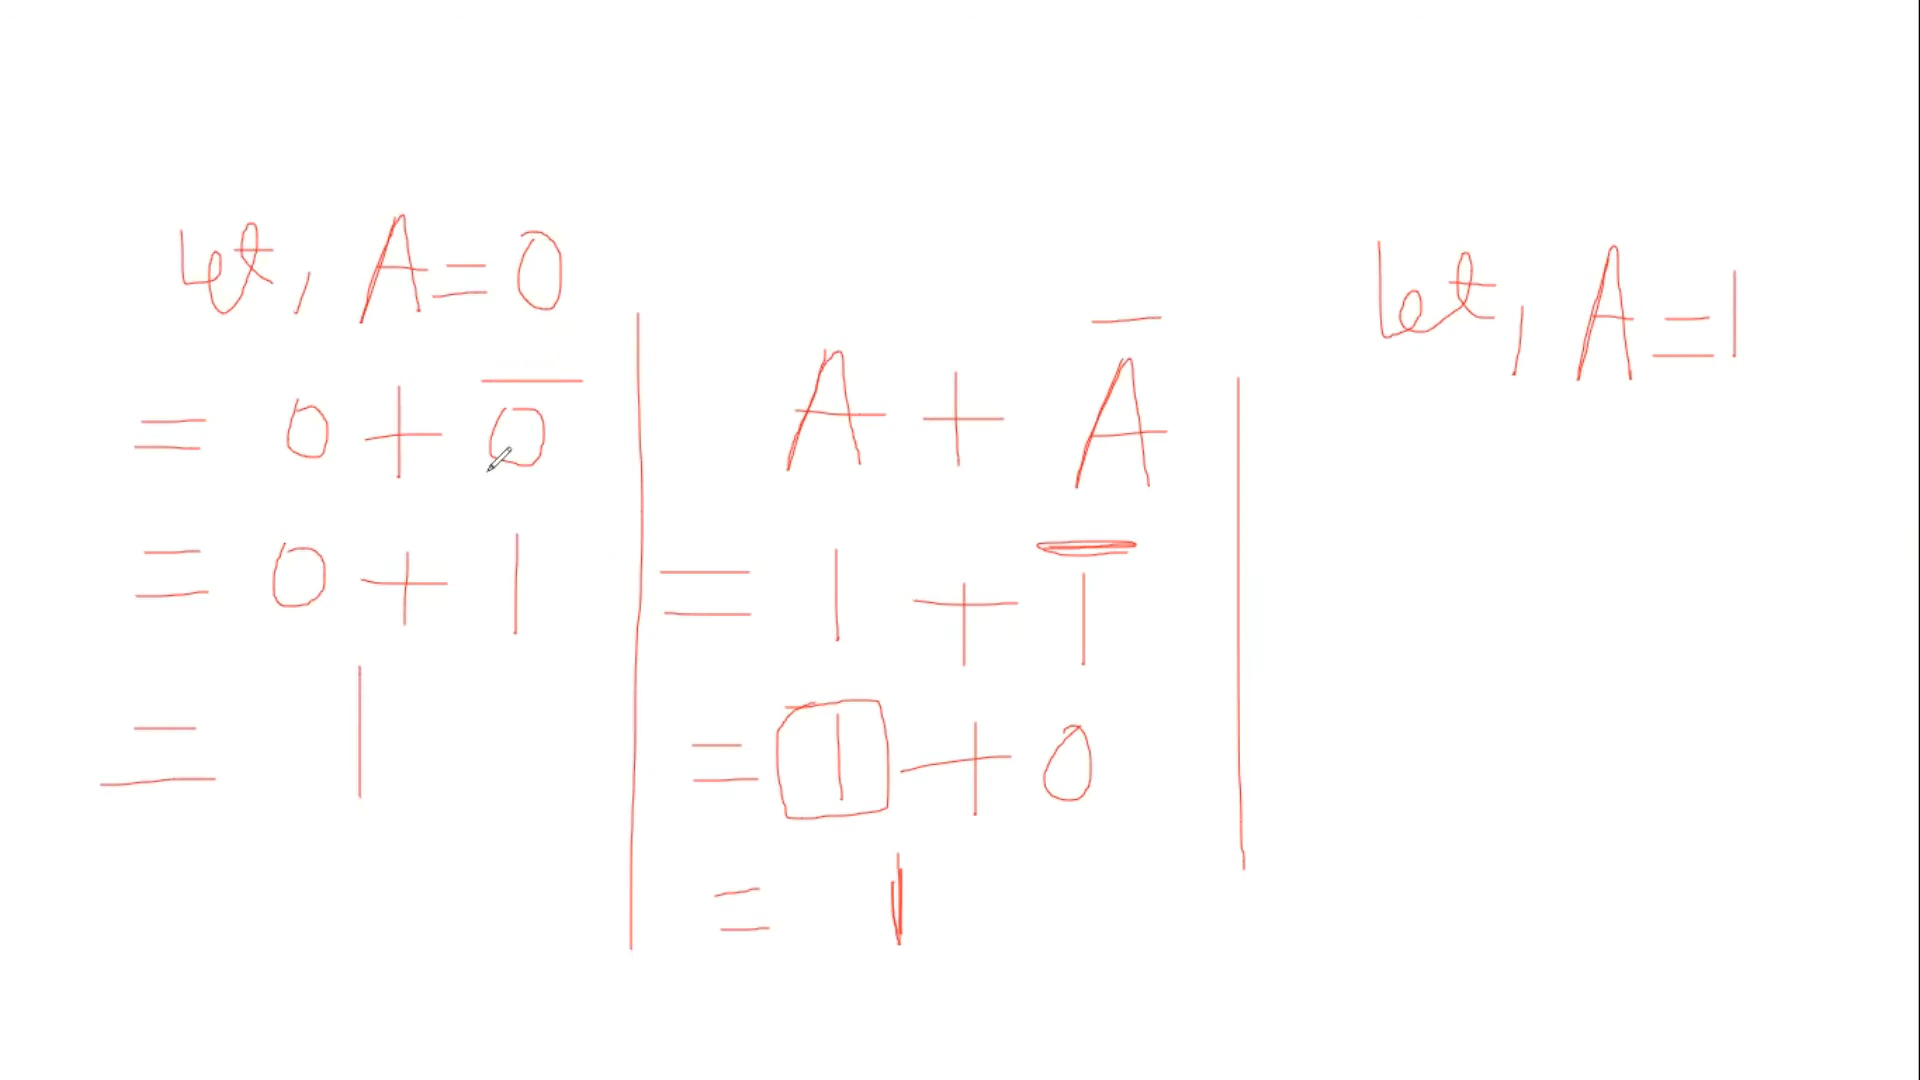 let, A = 0
= 0 + 0̅
= 0 + 1
= 1
A + A̅
= 1 + 1̅
= 1 + 0
= 1
let, A = 1